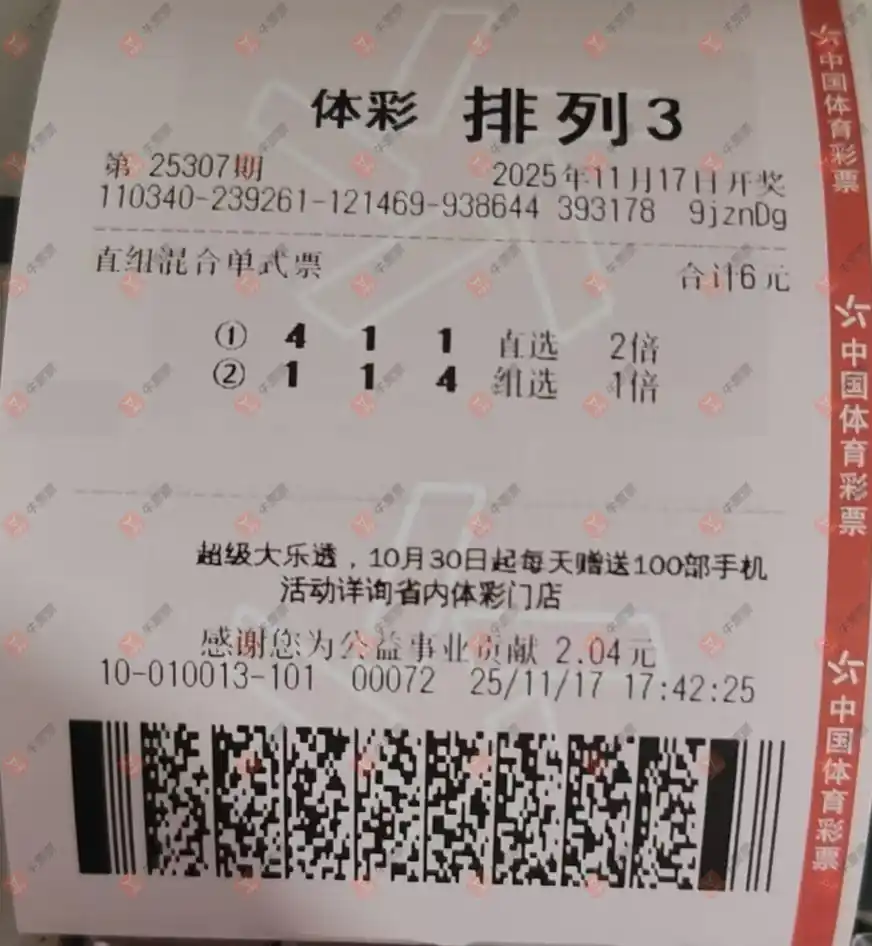 体彩 排列3
第 25307期 2025年11月17日开奖
110340-239261-121469-938644 393178 9jznDg
直组混合单式票 合计6元
① 4 1 1 直选 2倍
② 1 1 4 组选 1倍
超级大乐透，10月30日起每天赠送100部手机
活动详询省内体彩门店
感谢您为公益事业贡献 2.04元
10-010013-101 00072 25/11/17 17:42:25
中国体育彩票
中国体育彩票
中国体育彩票